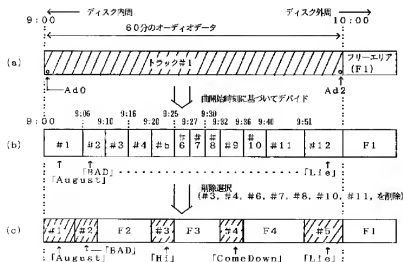 ディスク内周 ディスク外周
9:00 10:00
60分のオーディオデータ
(a) トラック#1 フリーエリア (F1)
Ad0 Ad2
曲開始時刻に基づいてデバイド
9:00 9:06 9:10 9:16 9:20 9:25 9:27 9:30 9:32 9:36 9:40 9:51
(b) #1 #2 #3 #4 #5 #6 #7 #8 #9 #10 #11 #12 F1
「August」 「BAD」 「Lie」
削除選択
(#3, #4, #6, #7, #8, #10, #11, を削除)
(c) #1 #2 F2 #3 F3 #4 F4 #5 F1
「August」 「BAD」 「Hi」 「ComeDown」 「Lie」